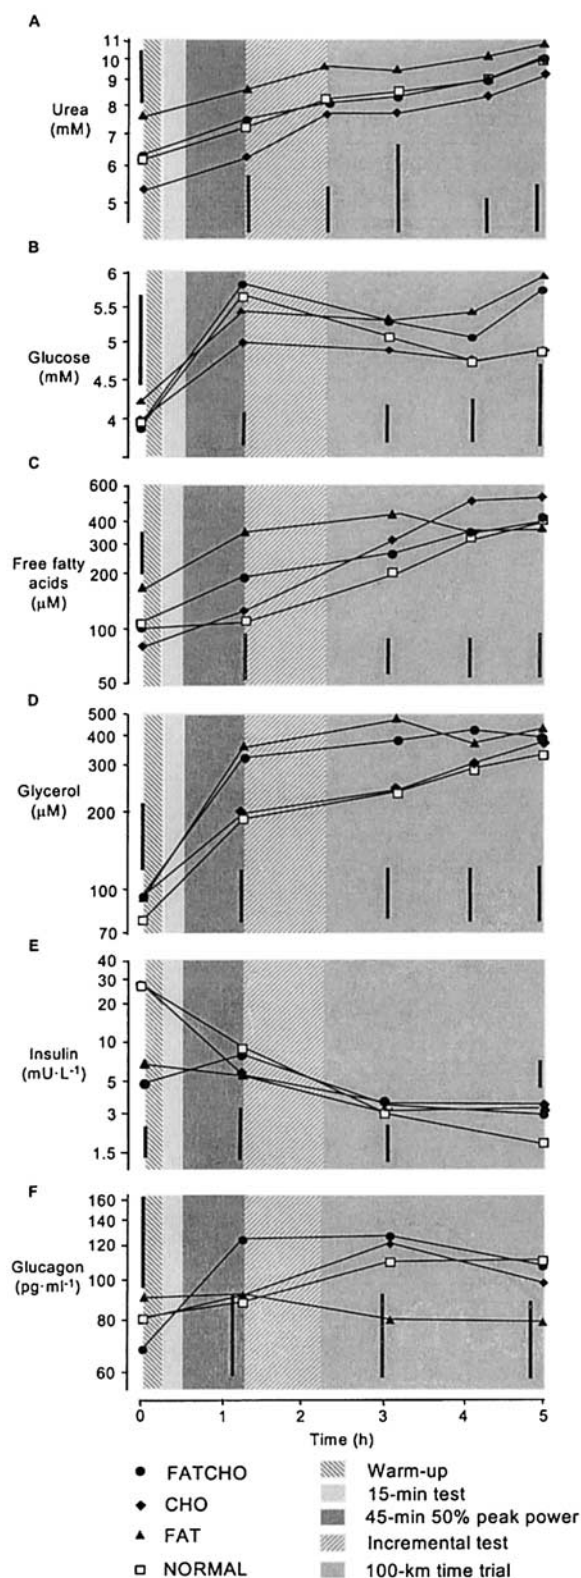 A
11
10
9
8
7
6
5
Urea
(mM)
B
6
5.5
5
4.5
4
Glucose
(mM)
C
600
400
300
200
100
50
Free fatty
acids
(μM)
D
500
400
300
200
100
70
Glycerol
(μM)
E
40
30
20
10
5
3
1.5
Insulin
(mU·L-1)
F
160
140
120
100
80
60
Glucagon
(pg·ml-1)
0 1 2 3 4 5
Time (h)
FATCHO
CHO
FAT
NORMAL
Warm-up
15-min test
45-min 50% peak power
Incremental test
100-km time trial